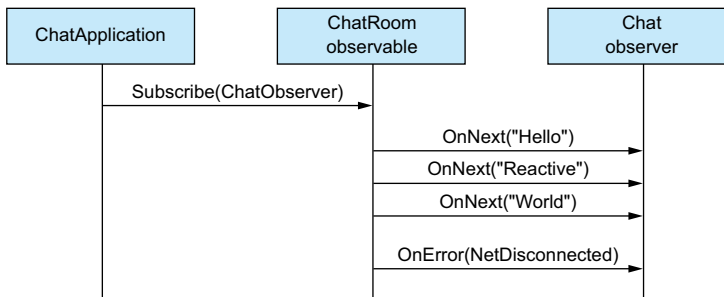 ChatApplication
ChatRoom
observable
Chat
observer
Subscribe(ChatObserver)
OnNext("Hello")
OnNext("Reactive")
OnNext("World")
OnError(NetDisconnected)